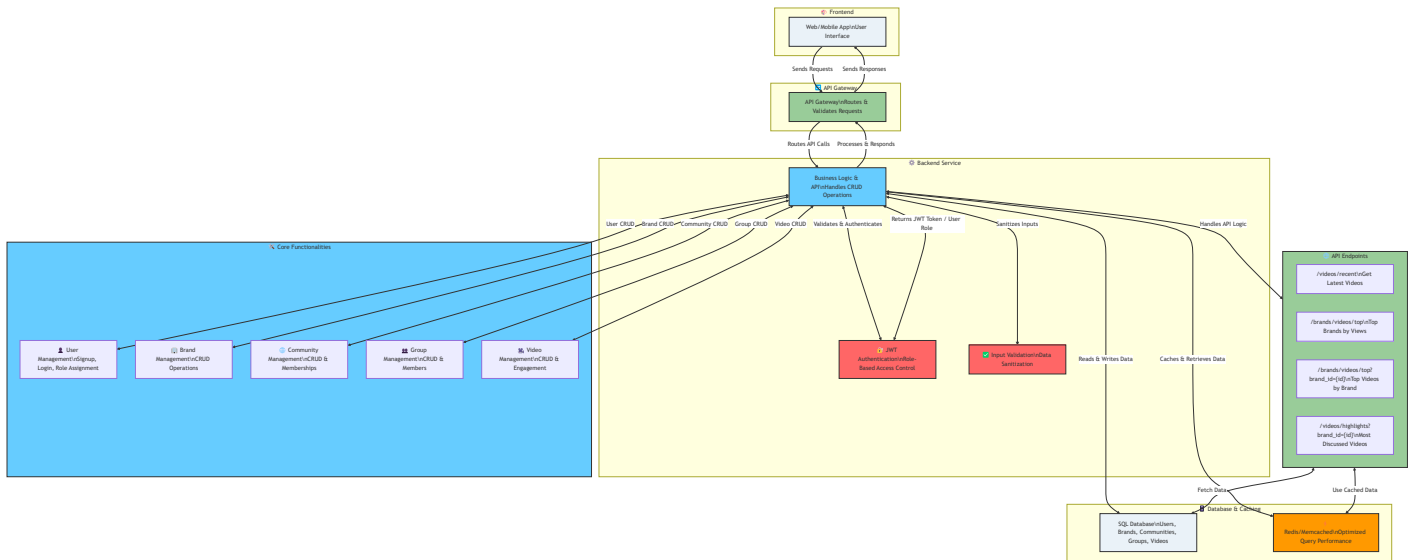 Frontend
Web/Mobile App\nUser
Interface
Sends Requests
Sends Responses
API Gateway
API Gateway\nRoutes &
Validates Requests
Routes API Calls
Processes & Responds
Backend Service
Business Logic &
API\nHandles CRUD
Operations
User CRUD
Brand CRUD
Community CRUD
Group CRUD
Video CRUD
Validates & Authenticates
Returns JWT Token / User
Role
Sanitizes Inputs
Handles API Logic
Core Functionalities
User
Management\nSignup,
Login, Role Assignment
Brand
Management\nCRUD
Operations
Community
Management\nCRUD &
Memberships
Group
Management\nCRUD &
Members
Video
Management\nCRUD &
Engagement
JWT
Authentication\nRole-
Based Access Control
Input Validation\nData
Sanitization
Reads & Writes Data
Caches & Retrieves Data
API Endpoints
/videos/recent\nGet
Latest Videos
/brands/videos/top\nTop
Brands by Views
/brands/videos/top?
brand_id={id}\nTop Videos
by Brand
/videos/highlights?
brand_id={id}\nMost
Discussed Videos
Fetch Data
Use Cached Data
Database & Caching
SQL Database\nUsers,
Brands, Communities,
Groups, Videos
Redis/Memcached\nOptimized
Query Performance